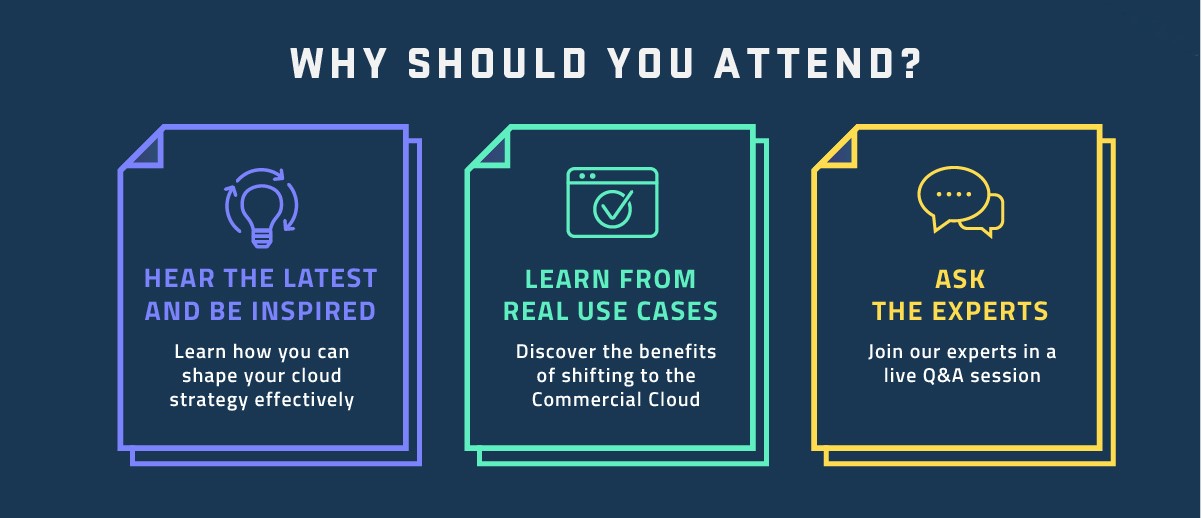 WHY SHOULD YOU ATTEND?
HEAR THE LATEST
AND BE INSPIRED
Learn how you can
shape your cloud
strategy effectively
LEARN FROM
REAL USE CASES
Discover the benefits
of shifting to the
Commercial Cloud
ASK
THE EXPERTS
Join our experts in a
live Q&A session